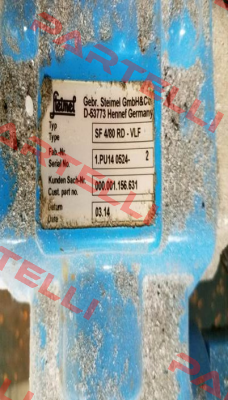 Steimel
Gebr. Steimel GmbH&Co
D-53773 Hennef Germany
Typ
Type
SF 4/80 RD - VLF
Fab.-Nr.
Serial No.
1.PU14 0524- 2
Kunden Sach-Nr.
Cust. part no.
000.001.156.631
Datum
Date
03.14
PARTELLI